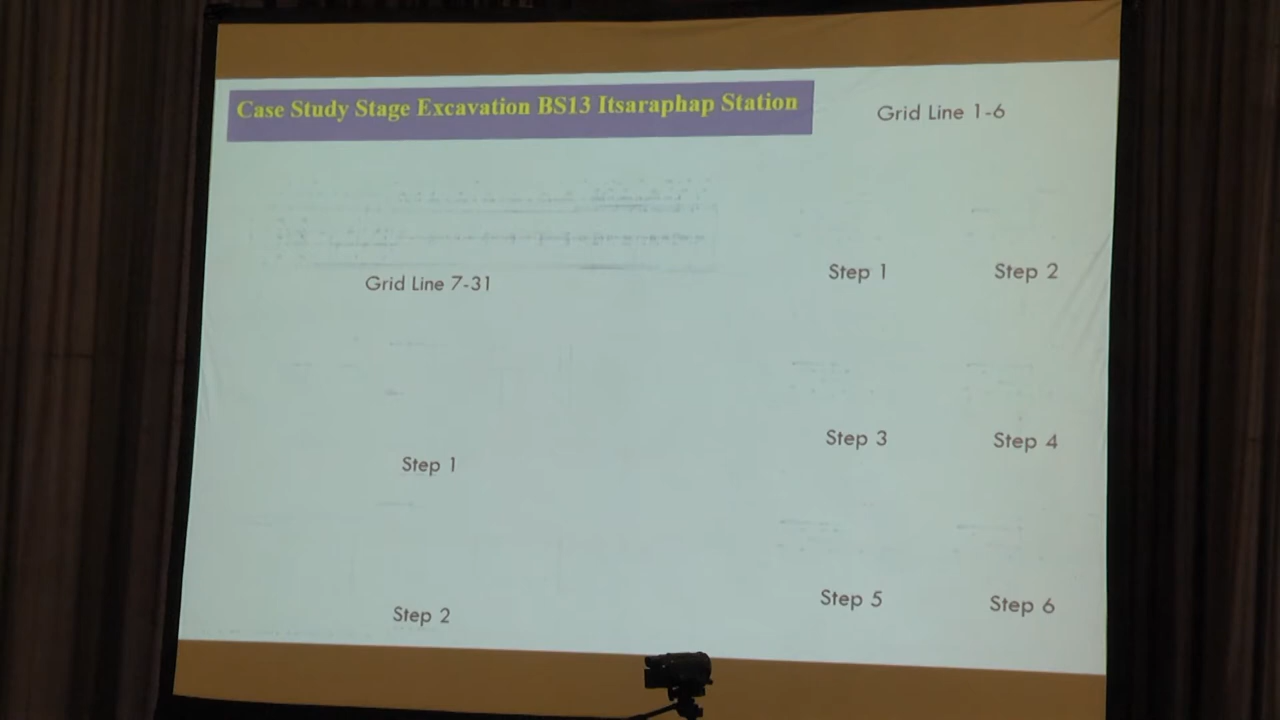 Case Study Stage Excavation BS13 Itsaraphap Station
Grid Line 1-6
Grid Line 7-31
Step 1
Step 2
Step 1
Step 2
Step 3
Step 4
Step 5
Step 6